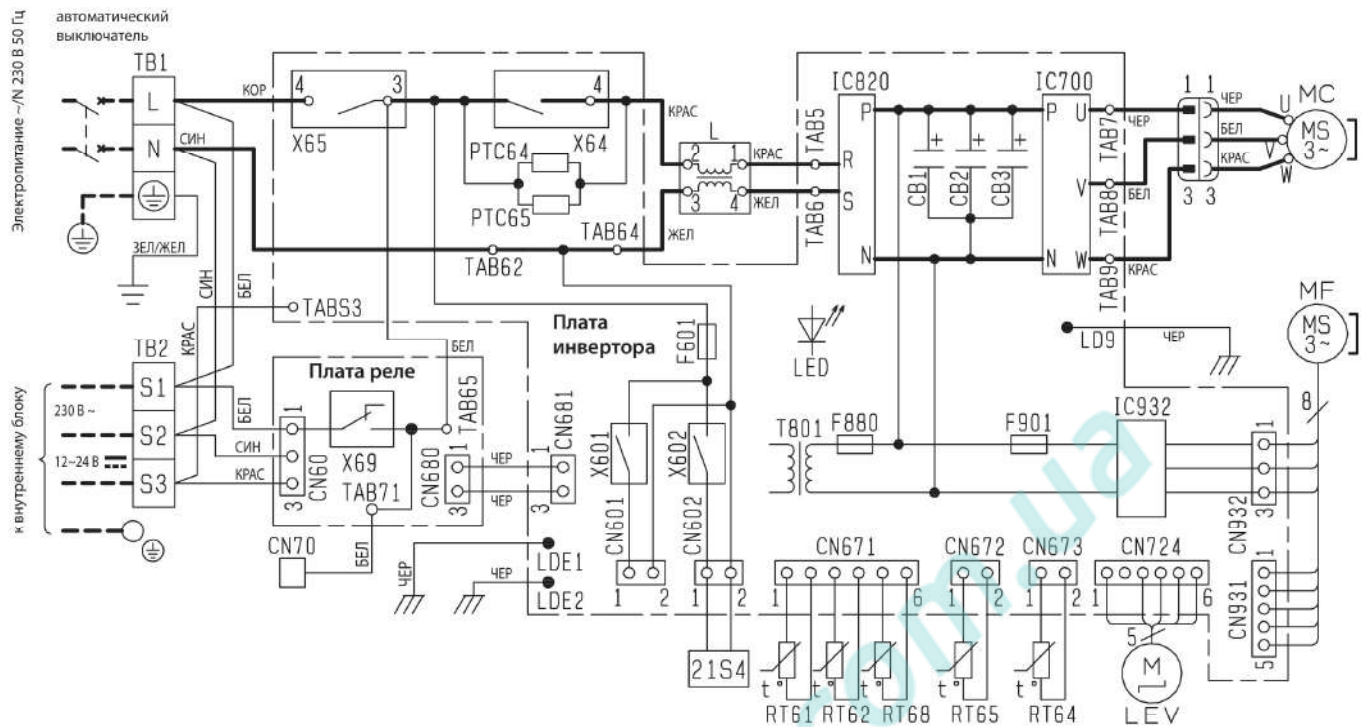 Электропитание ~/N 230 В 50 Гц
автоматический
выключатель
TB1
L
N
КОР
СИН
ЗЕЛ/ЖЕЛ
4
3
X65
4
X64
PTC64
PTC65
КРАС
L
2
1
3
4
КРАС
ЖЕЛ
ЖЕЛ
TAB62
TAB64
TAB5
TAB6
IC820
P
R
S
N
CB1
+
CB2
+
CB3
+
IC700
P
U
V
N
W
TAB7
TAB8
TAB9
ЧЕР
БЕЛ
КРАС
1
1
3
3
ЧЕР
БЕЛ
КРАС
U
V
W
MC
MS
3~
СИН
БЕЛ
КРАС
TABS3
TB2
S1
S2
S3
к внутреннему блоку
230 В ~
12~24 В
БЕЛ
СИН
КРАС
Плата реле
1
3
CN60
X69
TAB71
TAB65
БЕЛ
CN680
1
3
ЧЕР
ЧЕР
CN681
1
3
CN70
БЕЛ
ЧЕР
ЧЕР
LDE1
LDE2
Плата
инвертора
F601
X601
X602
CN601
1
2
CN602
1
2
21S4
LED
LD9
ЧЕР
MF
MS
3~
8
T801
F880
F901
IC932
1
3
CN932
CN931
1
5
CN671
1
6
CN672
1
2
CN673
1
2
CN724
1
6
t°
RT61
t°
RT62
t°
RT68
t°
RT65
t°
RT64
5
M
LEV
rom.ua